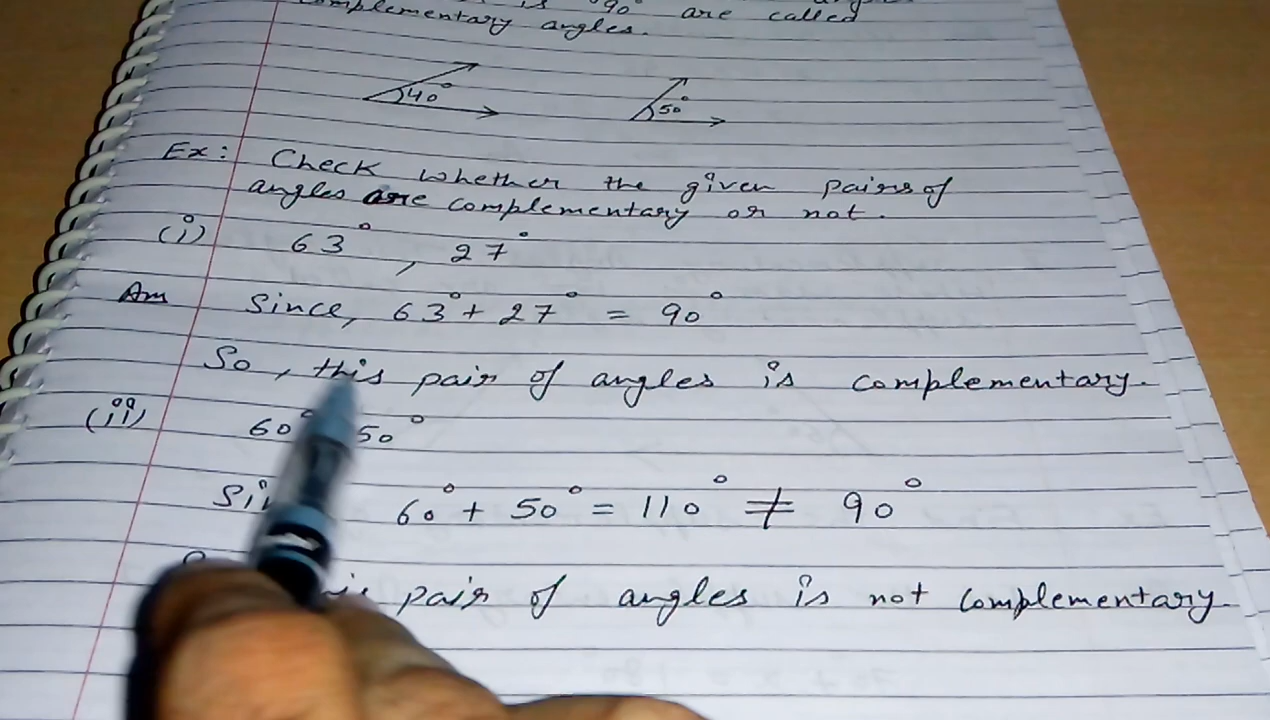 is 90° are called
complementary angles.
40° 50°
Ex: Check whether the given pairs of
angles are complementary or not.
(i) 63°, 27°
Ans Since, 63° + 27° = 90°
So, this pair of angles is complementary.
(ii) 60° 50°
60° + 50° = 110° ≠ 90°
pair of angles is not complementary.